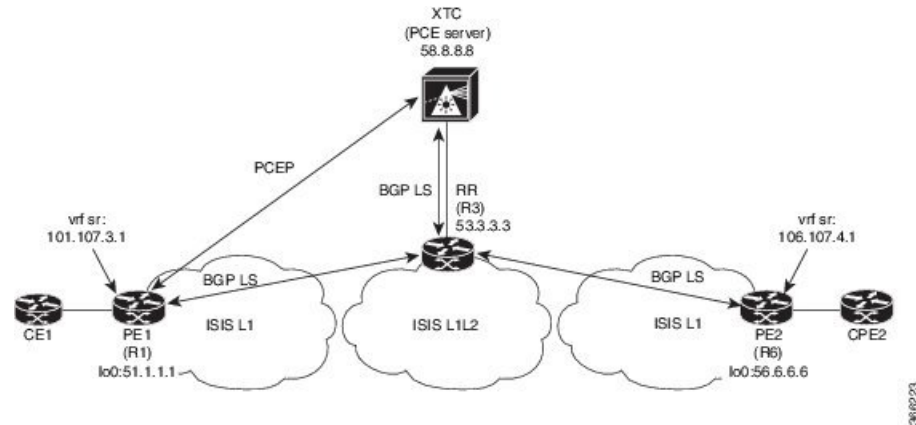 XTC
(PCE server)
58.8.8.8
PCEP
BGP LS
RR
(R3)
53.3.3.3
vrf sr:
101.107.3.1
vrf sr:
106.107.4.1
BGP LS
BGP LS
ISIS L1
ISIS L1L2
ISIS L1
CE1
PE1
(R1)
lo0:51.1.1.1
PE2
(R6)
lo0:56.6.6.6
CPE2
366223